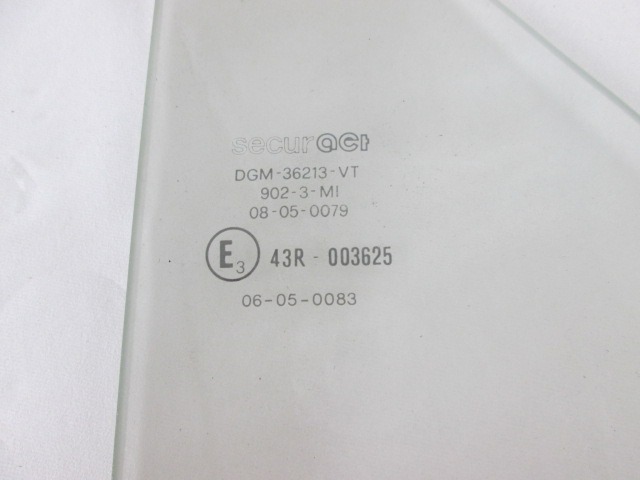 securact
DGM-36213-VT
902-3-MI
08-05-0079
E3 43R - 003625
06-05-0083